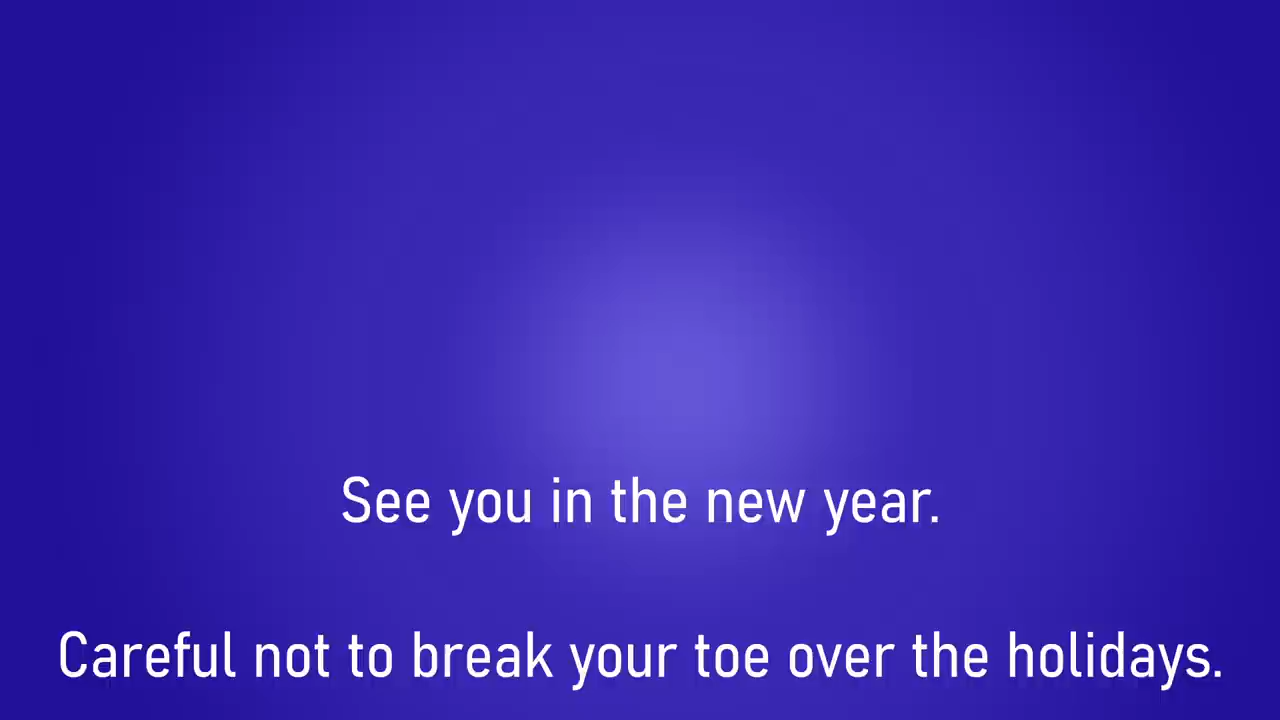 See you in the new year.
Careful not to break your toe over the holidays.